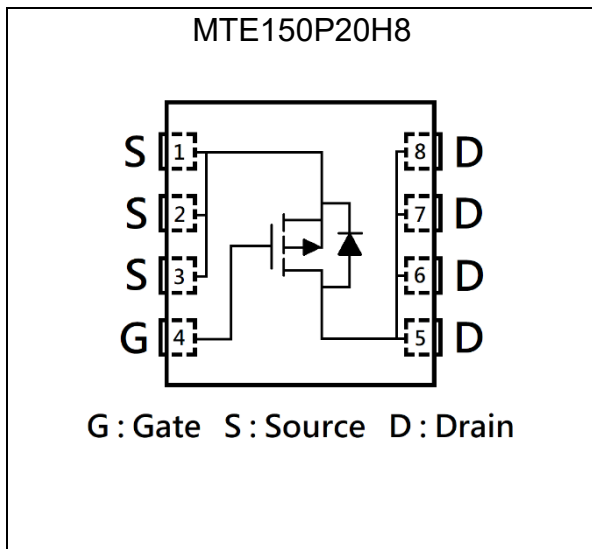 MTE150P20H8
S 1 8 D
S 2 7 D
S 3 6 D
G 4 5 D
G : Gate S : Source D : Drain